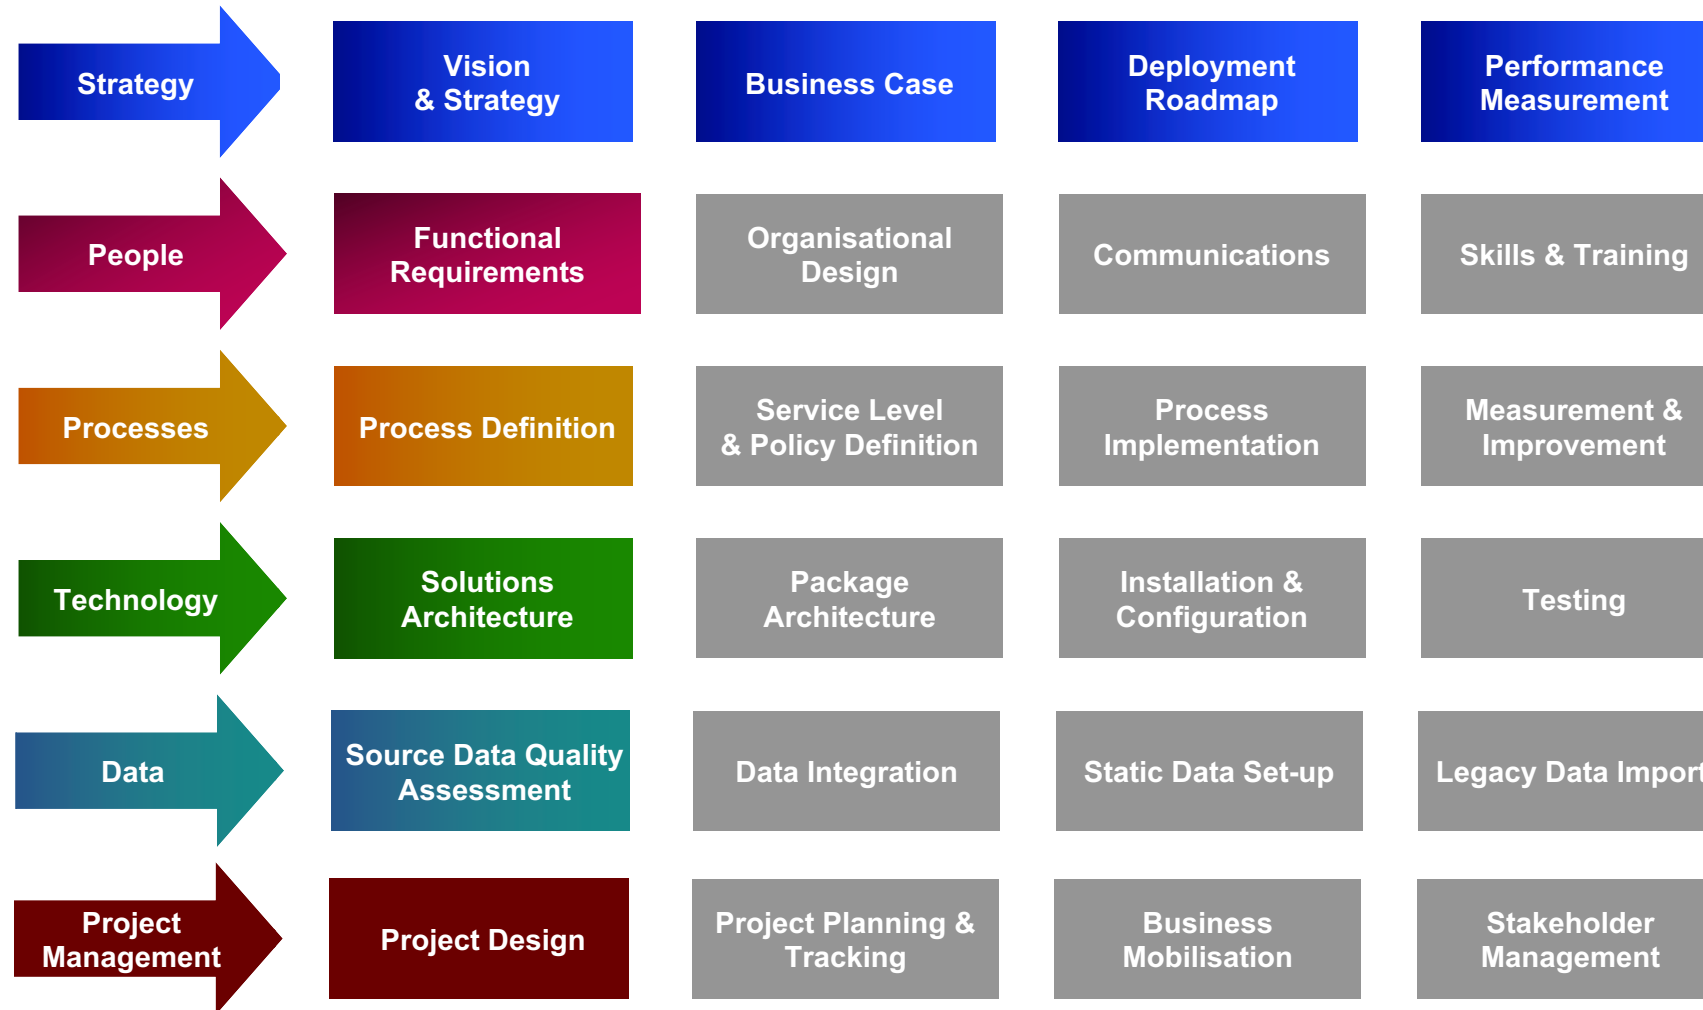 Strategy
Vision
& Strategy
Business Case
Deployment
Roadmap
Performance
Measurement
People
Functional
Requirements
Organisational
Design
Communications
Skills & Training
Processes
Process Definition
Service Level
& Policy Definition
Process
Implementation
Measurement &
Improvement
Technology
Solutions
Architecture
Package
Architecture
Installation &
Configuration
Testing
Data
Source Data Quality
Assessment
Data Integration
Static Data Set-up
Legacy Data Import
Project
Management
Project Design
Project Planning &
Tracking
Business
Mobilisation
Stakeholder
Management